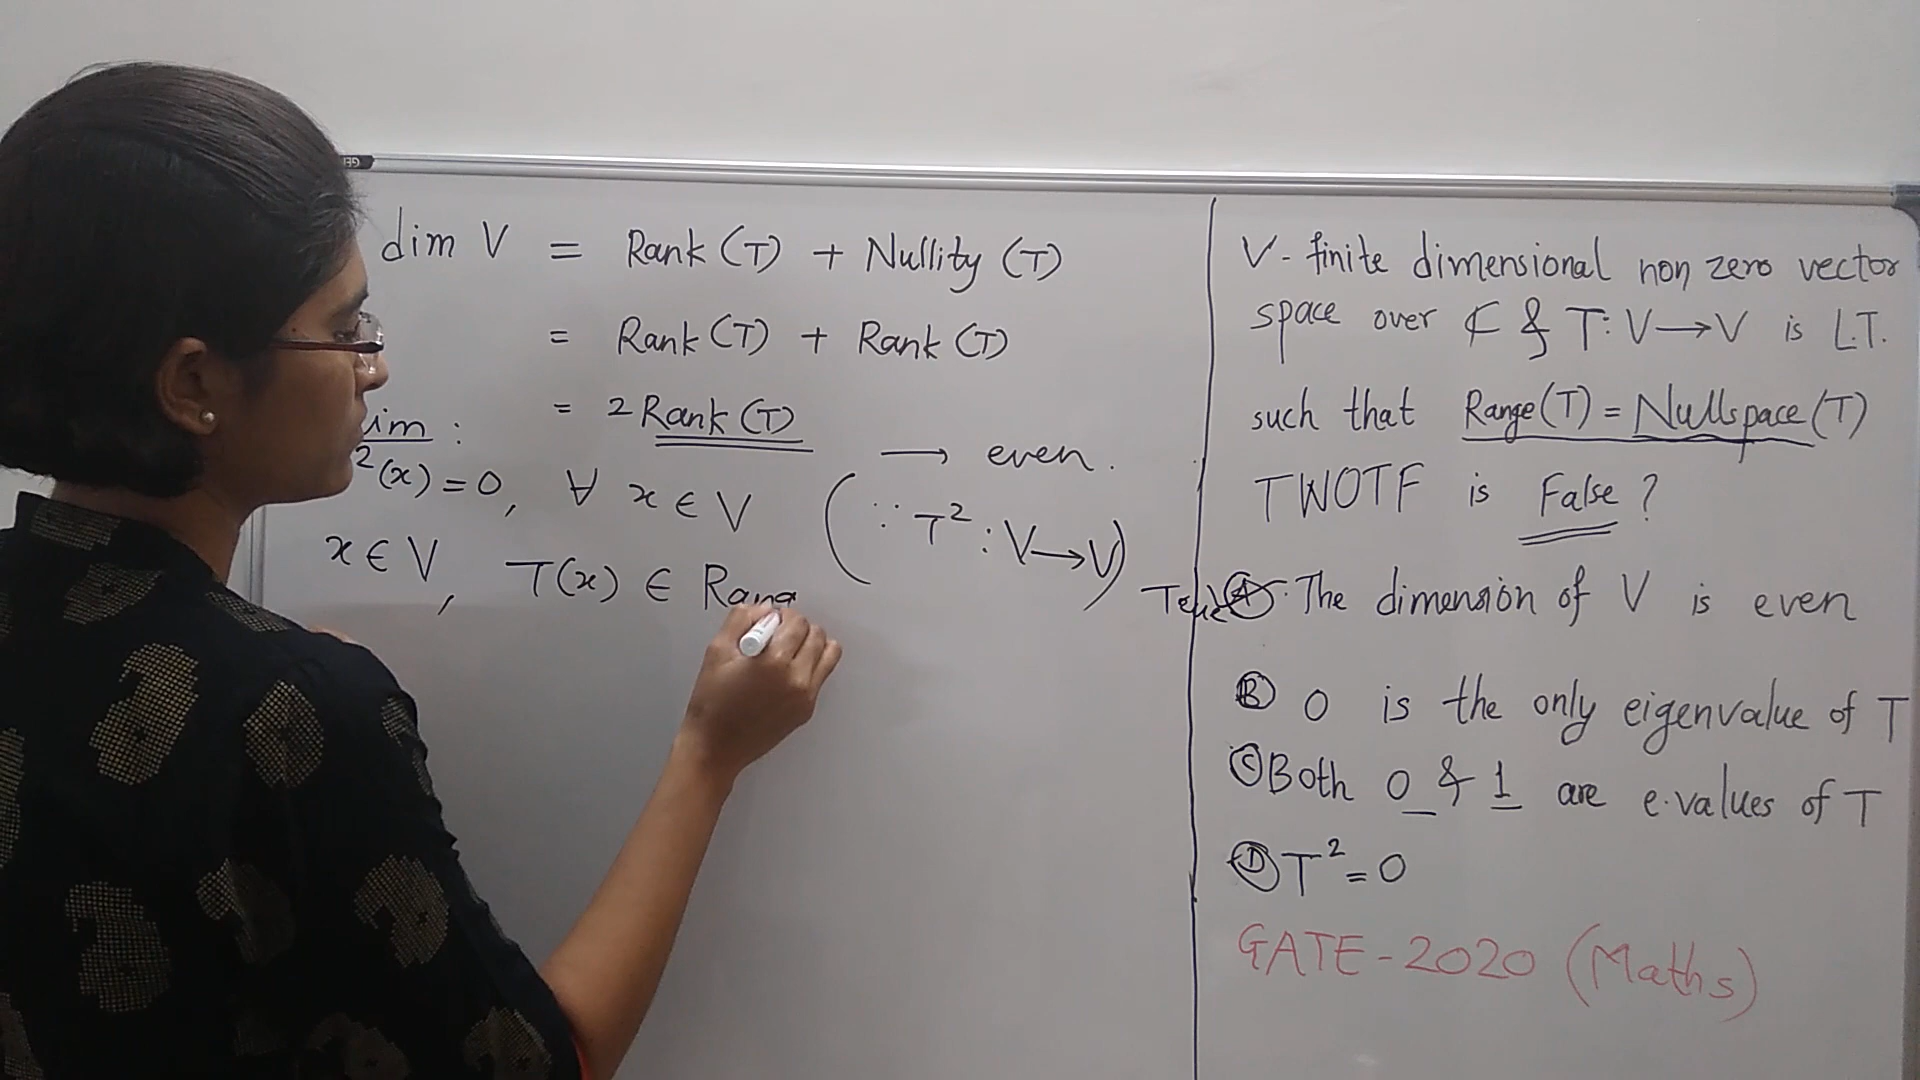 dim V = Rank (T) + Nullity (T)
= Rank (T) + Rank (T)
= 2 Rank (T)
→ even.
im :
²(x) = 0, ∀ x ∈ V (∵ T² : V → V)
x ∈ V, T(x) ∈ Rang
V - finite dimensional non zero vector
space over ₵ & T: V → V is L.T.
such that Range(T) = Nullspace(T)
TWOTF is False ?
True (A) The dimension of V is even
(B) 0 is the only eigenvalue of T
(C) Both 0 & 1 are e.values of T
(D) T² = 0
GATE - 2020 (Maths)